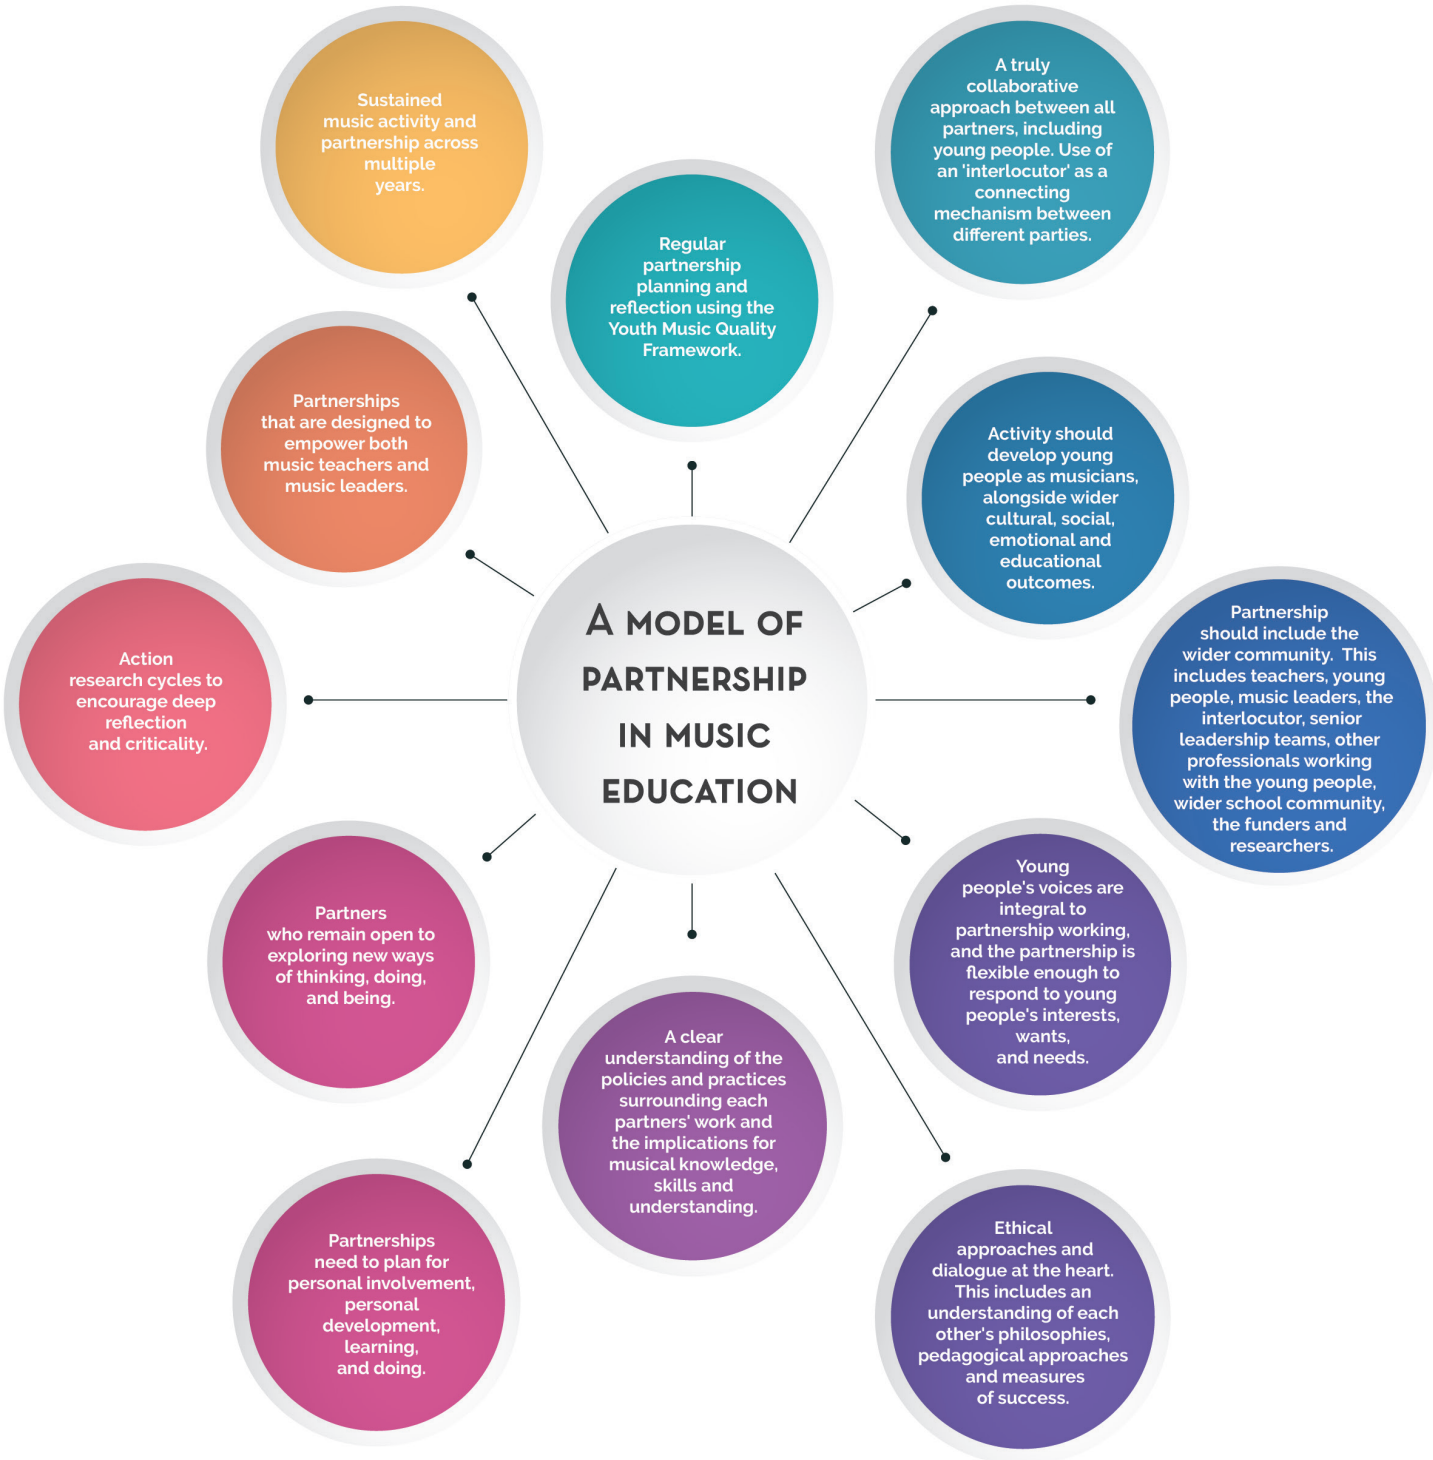 Sustained
music activity and
partnership across
multiple
years.
Regular
partnership
planning and
reflection using the
Youth Music Quality
Framework.
A truly
collaborative
approach between all
partners, including
young people. Use of
an 'interlocutor' as a
connecting
mechanism between
different parties.
Partnerships
that are designed to
empower both
music teachers and
music leaders.
Activity should
develop young
people as musicians,
alongside wider
cultural, social,
emotional and
educational
outcomes.
A MODEL OF
PARTNERSHIP
IN MUSIC
EDUCATION
Action
research cycles to
encourage deep
reflection
and criticality.
Partnership
should include the
wider community. This
includes teachers, young
people, music leaders, the
interlocutor, senior
leadership teams, other
professionals working
with the young people,
wider school community,
the funders and
researchers.
Partners
who remain open to
exploring new ways
of thinking, doing,
and being.
Young
people's voices are
integral to
partnership working,
and the partnership is
flexible enough to
respond to young
people's interests,
wants,
and needs.
A clear
understanding of the
policies and practices
surrounding each
partners' work and
the implications for
musical knowledge,
skills and
understanding.
Partnerships
need to plan for
personal involvement,
personal
development,
learning,
and doing.
Ethical
approaches and
dialogue at the heart.
This includes an
understanding of each
other's philosophies,
pedagogical approaches
and measures
of success.